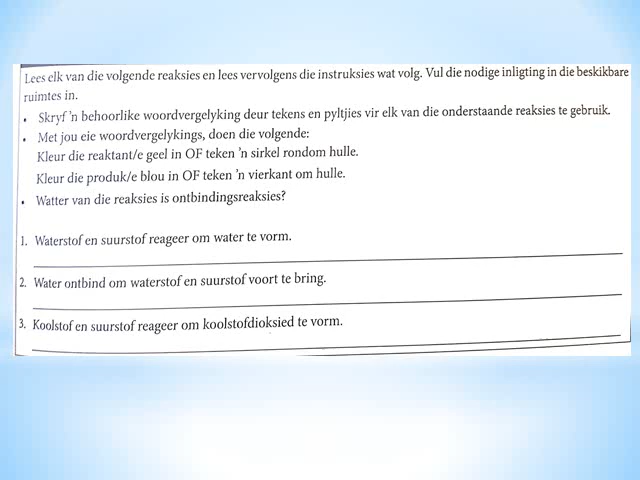 Lees elk van die volgende reaksies en lees vervolgens die instruksies wat volg. Vul die nodige inligting in die beskikbare
ruimtes in.
• Skryf 'n behoorlike woordvergelyking deur tekens en pyltjies vir elk van die onderstaande reaksies te gebruik.
• Met jou eie woordvergelykings, doen die volgende:
Kleur die reaktant/e geel in OF teken 'n sirkel rondom hulle.
Kleur die produk/e blou in OF teken 'n vierkant om hulle.
• Watter van die reaksies is ontbindingsreaksies?
1. Waterstof en suurstof reageer om water te vorm.
2. Water ontbind om waterstof en suurstof voort te bring.
3. Koolstof en suurstof reageer om koolstofdioksied te vorm.